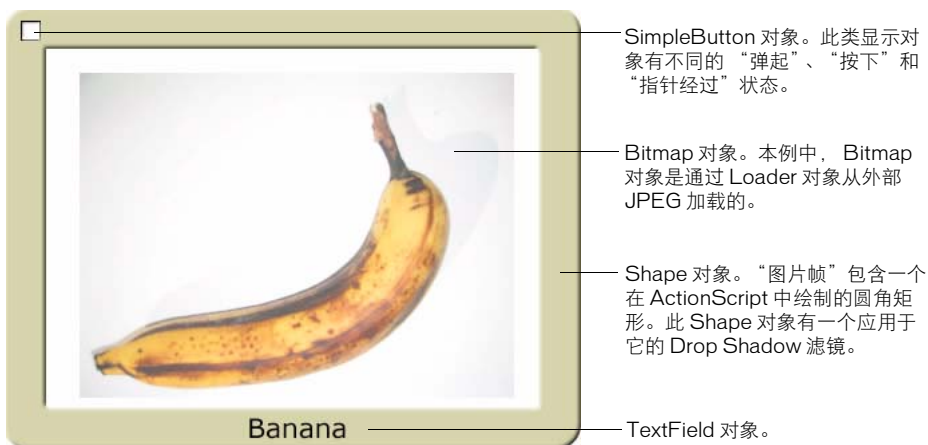 SimpleButton 对象。此类显示对
象有不同的 “弹起”、“按下”和
“指针经过”状态。
Bitmap 对象。本例中， Bitmap
对象是通过 Loader 对象从外部
JPEG 加载的。
Shape 对象。“图片帧”包含一个
在 ActionScript 中绘制的圆角矩
形。此 Shape 对象有一个应用于
它的 Drop Shadow 滤镜。
Banana
TextField 对象。